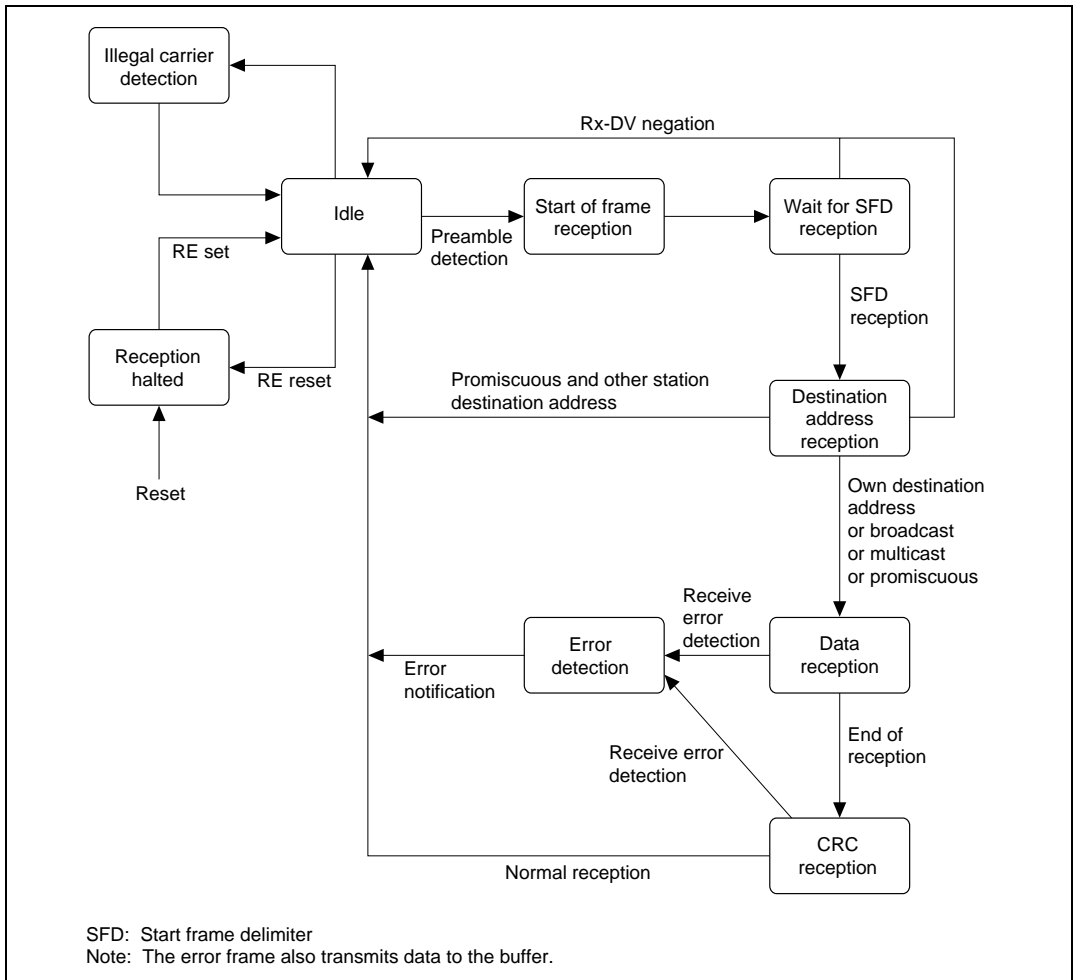 Illegal carrier
detection
Rx-DV negation
Idle
Start of frame
reception
Wait for SFD
reception
Preamble
detection
RE set
SFD
reception
Reception
halted
RE reset
Promiscuous and other station
destination address
Destination
address
reception
Reset
Own destination
address
or broadcast
or multicast
or promiscuous
Receive
error
detection
Error
detection
Data
reception
Error
notification
End of
reception
Receive error
detection
CRC
reception
Normal reception
SFD: Start frame delimiter
Note: The error frame also transmits data to the buffer.